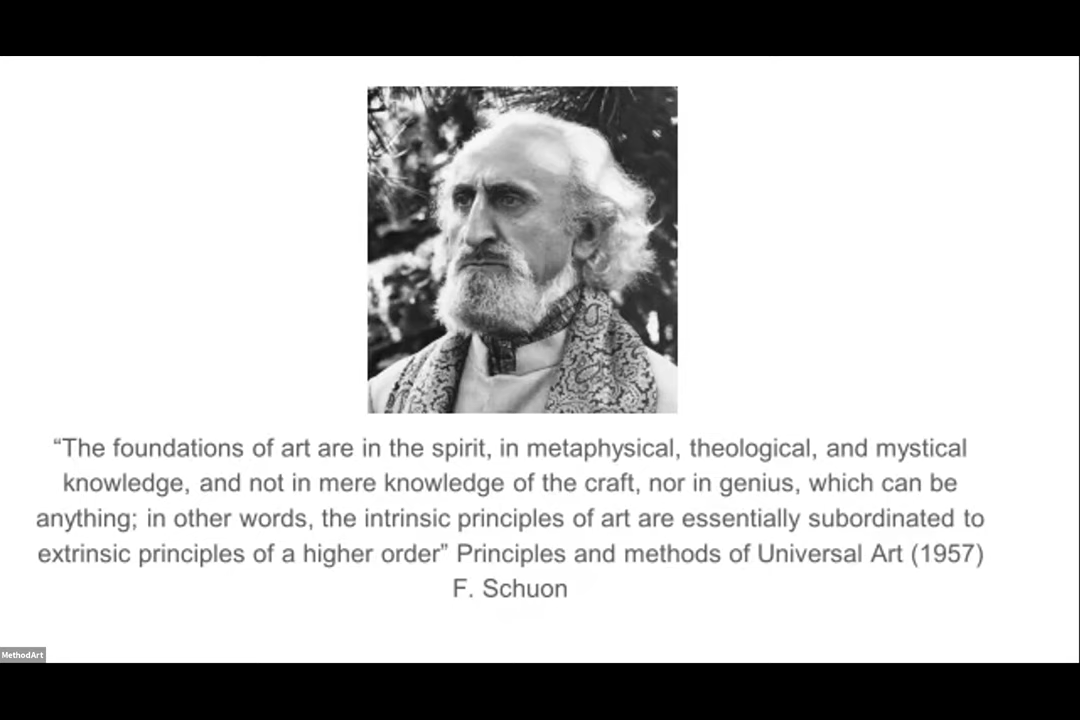 “The foundations of art are in the spirit, in metaphysical, theological, and mystical
knowledge, and not in mere knowledge of the craft, nor in genius, which can be
anything; in other words, the intrinsic principles of art are essentially subordinated to
extrinsic principles of a higher order” Principles and methods of Universal Art (1957)
F. Schuon
MethodArt